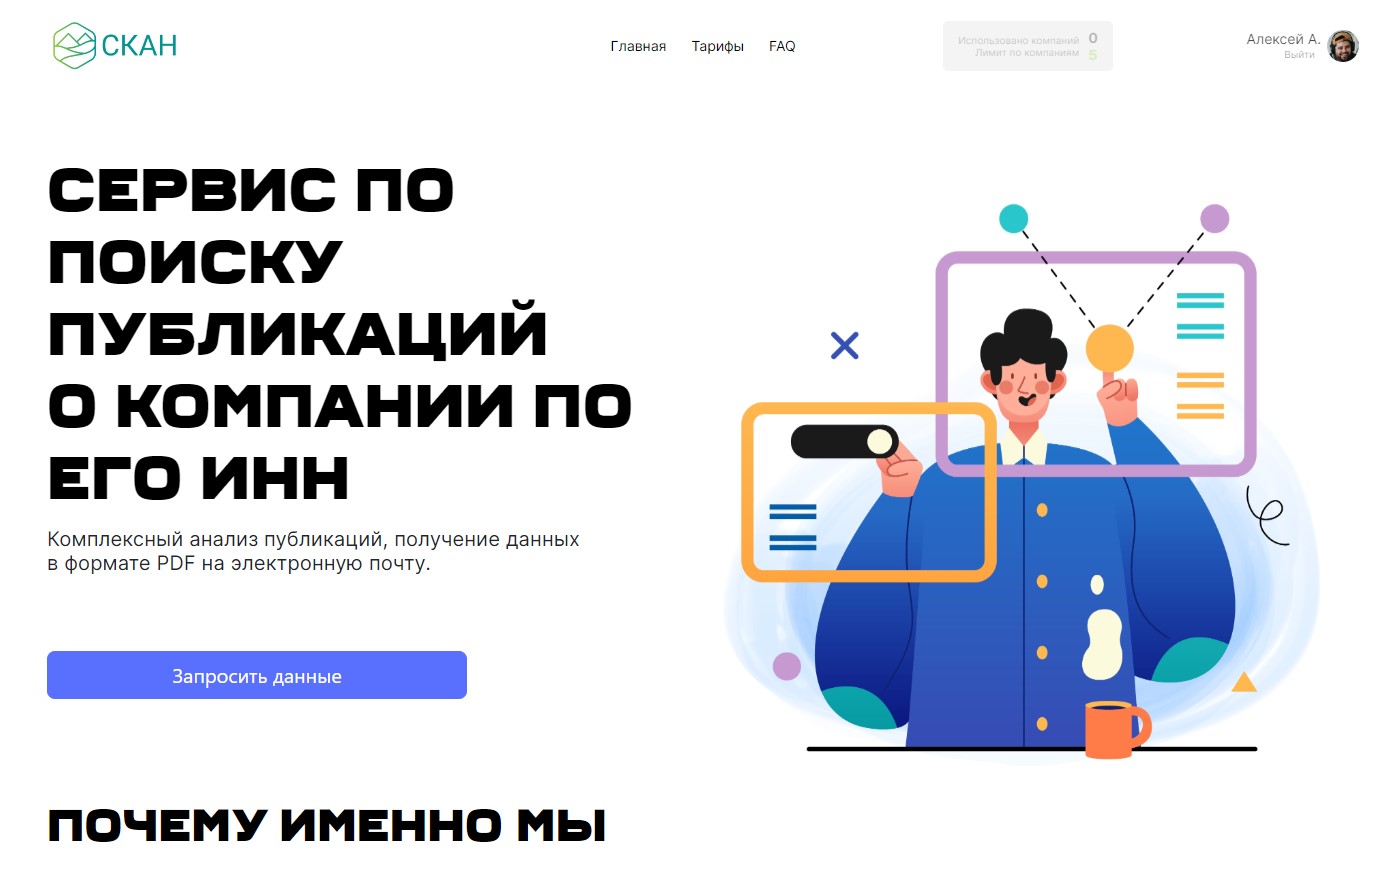 СКАН
Главная
Тарифы
FAQ
Использовано компаний 0
Лимит по компаниям 5
Алексей А.
Выйти
СЕРВИС ПО
ПОИСКУ
ПУБЛИКАЦИЙ
О КОМПАНИИ ПО
ЕГО ИНН
Комплексный анализ публикаций, получение данных
в формате PDF на электронную почту.
Запросить данные
ПОЧЕМУ ИМЕННО МЫ